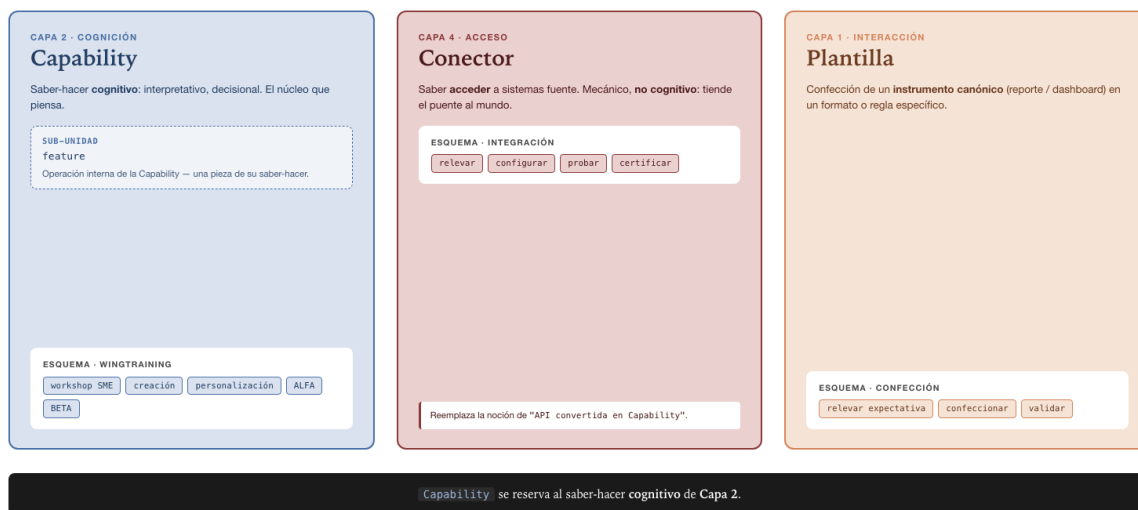 CAPA 2 · COGNICIÓN
Capability
Saber-hacer cognitivo: interpretativo, decisional. El núcleo que
piensa.
SUB-UNIDAD
feature
Operación interna de la Capability — una pieza de su saber-hacer.
ESQUEMA · WINGTRAINING
workshop SME creación personalización ALFA
BETA
CAPA 4 · ACCESO
Conector
Saber acceder a sistemas fuente. Mecánico, no cognitivo: tiende
el puente al mundo.
ESQUEMA · INTEGRACIÓN
relevar configurar probar certificar
Reemplaza la noción de "API convertida en Capability".
CAPA 1 · INTERACCIÓN
Plantilla
Confección de un instrumento canónico (reporte / dashboard) en
un formato o regla específico.
ESQUEMA · CONFECCIÓN
relevar expectativa confeccionar validar
Capability se reserva al saber-hacer cognitivo de Capa 2.